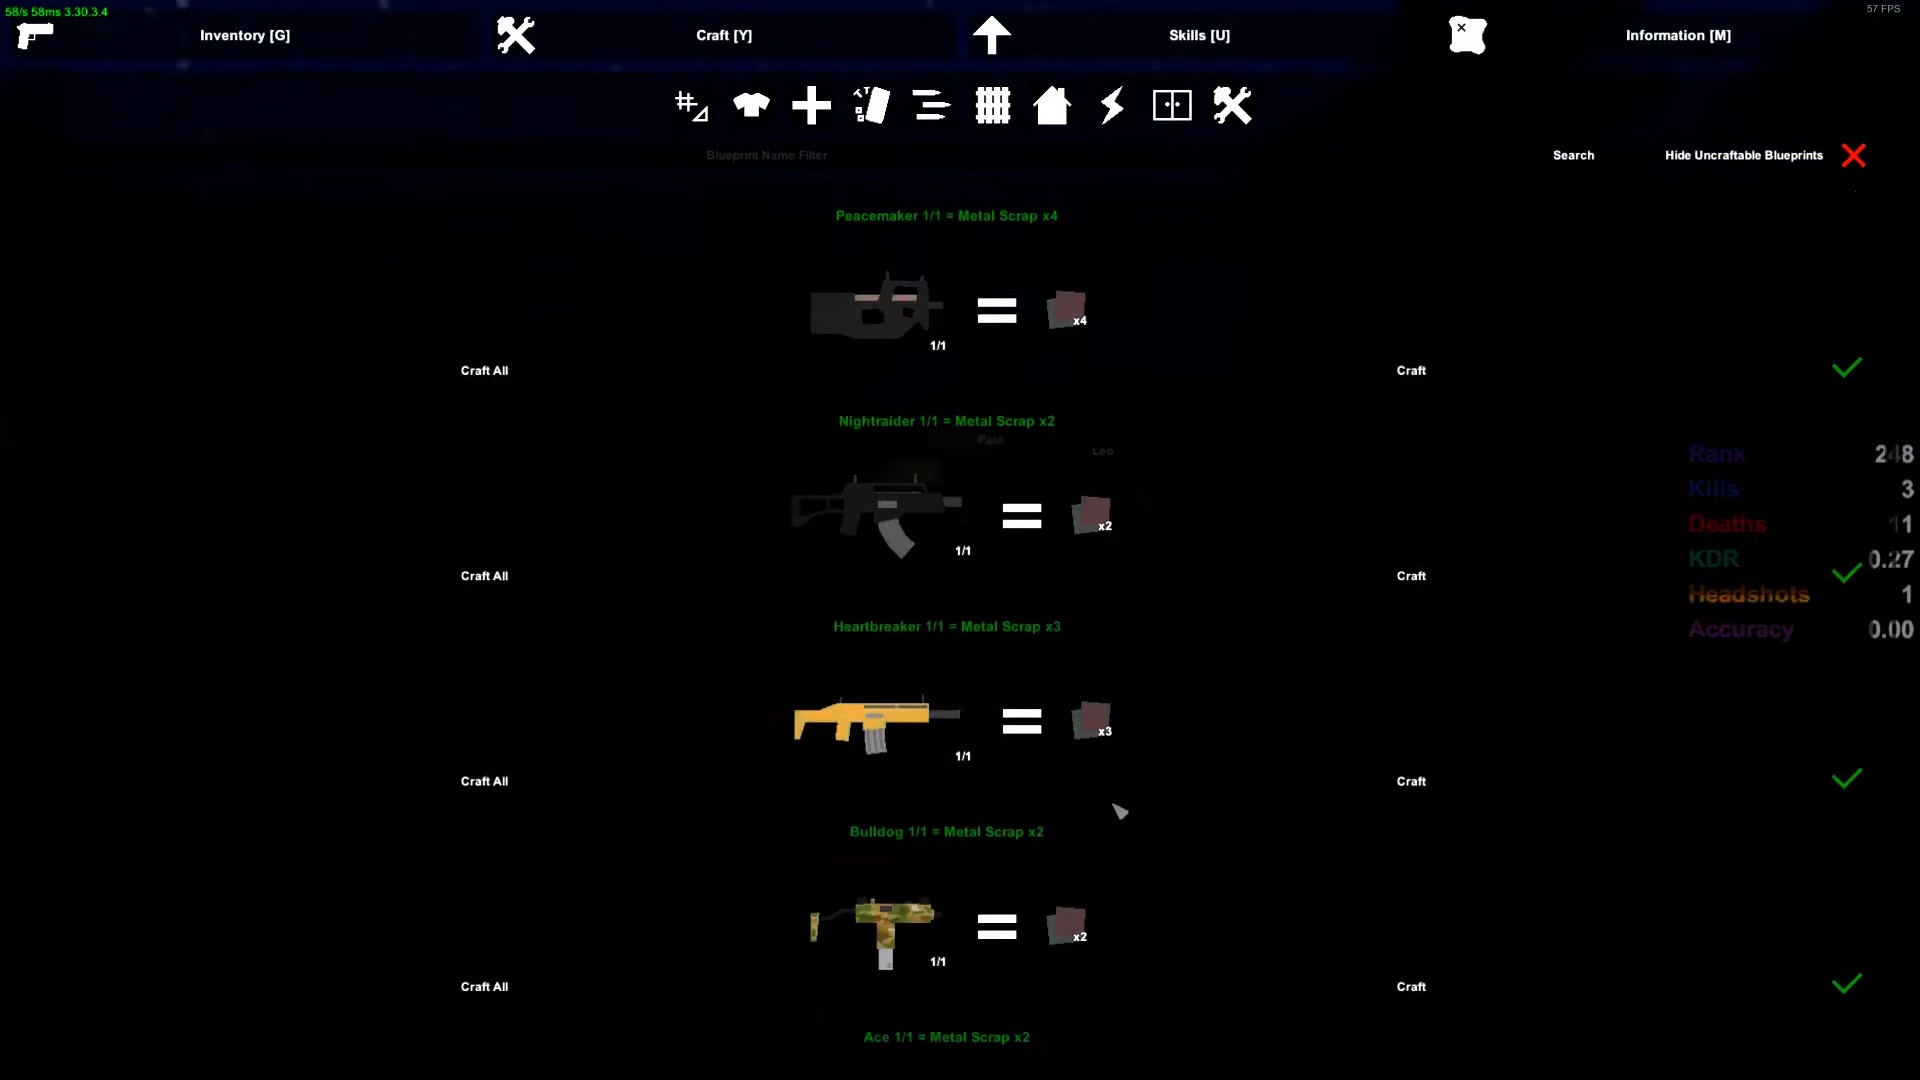 58/s 58ms 3.30.3.4
57 FPS
Inventory [G]
Craft [Y]
Skills [U]
Information [M]
Blueprint Name Filter
Search
Hide Uncraftable Blueprints
Peacemaker 1/1 = Metal Scrap x4
x4
1/1
Craft All
Craft
Nightraider 1/1 = Metal Scrap x2
Paul
Leo
x2
1/1
Craft All
Craft
Rank 248
Kills 3
Deaths 11
KDR 0.27
Headshots 1
Accuracy 0.00
Heartbreaker 1/1 = Metal Scrap x3
x3
1/1
Craft All
Craft
Bulldog 1/1 = Metal Scrap x2
x2
1/1
Craft All
Craft
Ace 1/1 = Metal Scrap x2